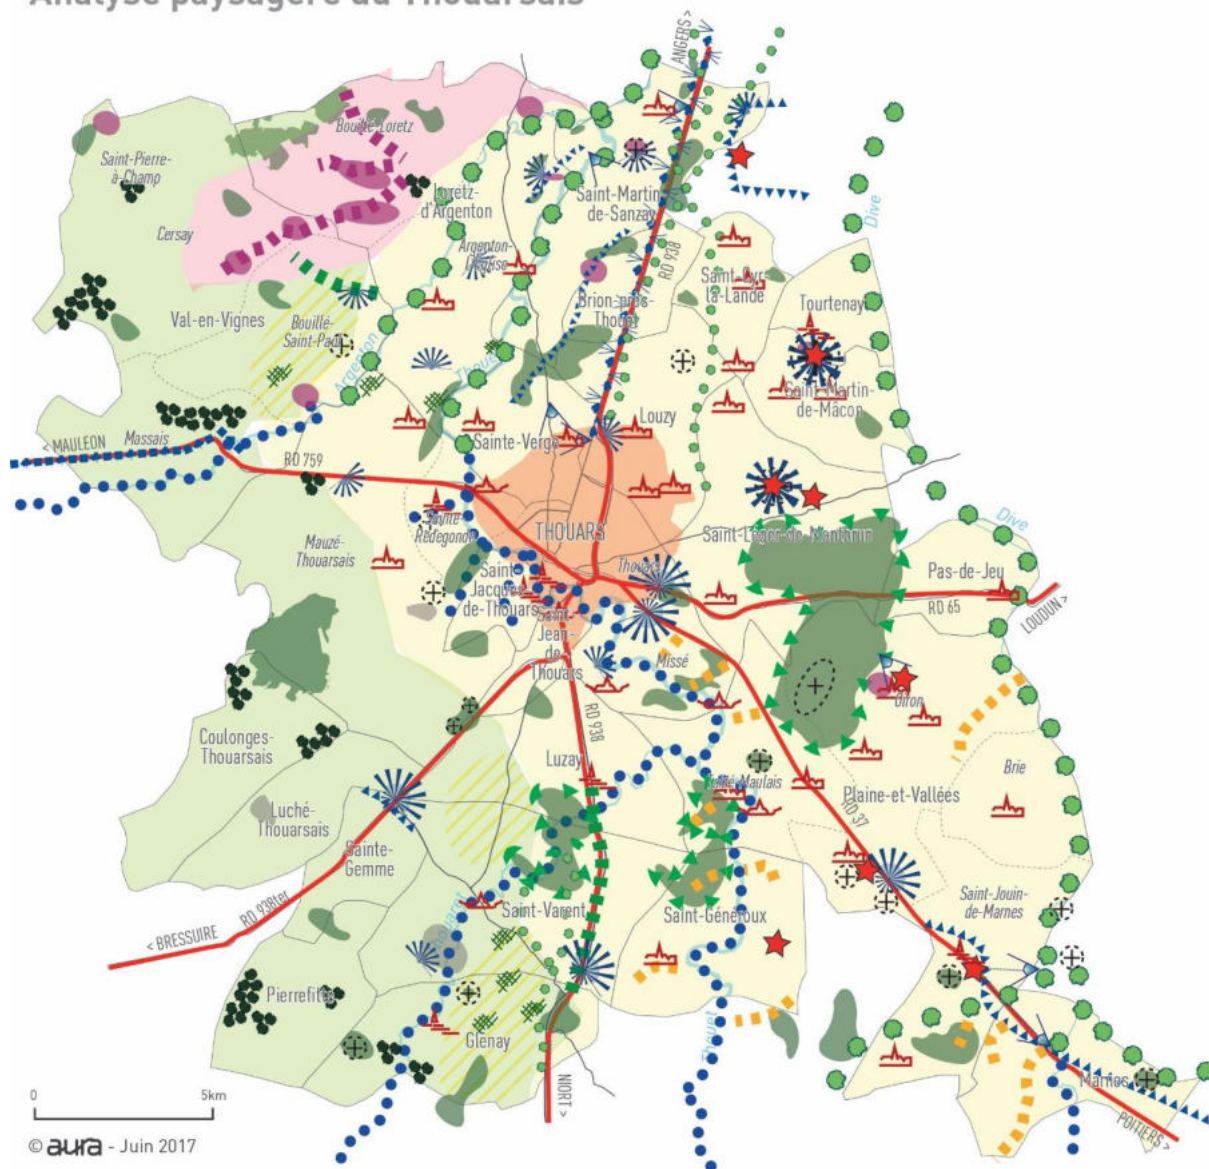 Analyse paysagère du Thouarsais
ANGERS >
Bouillé-Loretz
Saint-Pierre-
à-Champ
Loretz-
d'Argenton
Saint-Martin-
de-Sanzay
Dive
Cersay
Argenton-
l'Église
RD 938
Saint-Cyr-
la-Lande
Tourtenay
Brion-près-
Thouet
Val-en-Vignes
Bouillé-
Saint-Paul
Argenton
Thouet
Saint-Martin-
de-Mâcon
Louzy
Sainte-Verge
< MAULEON
Massais
RD 759
Dive
THOUARS
Sainte-
Radegonde
Saint-Léger-de-Montbrun
Mauzé-
Thouarsais
Thouars
Pas-de-Jeu
Saint-
Jacques-
de-Thouars
RD 65
LOUDUN >
Saint-
Jean-
de-
Thouars
Missé
Oiron
RD 938
Coulonges-
Thouarsais
Luzay
Brie
Taizé-Maulais
Plaine-et-Vallées
Luché-
Thouarsais
RD 37
Sainte-
Gemme
Saint-Jouin-
de-Marnes
RD 938ter
Saint-Varent
Saint-Généroux
< BRESSUIRE
Thouaret
Pierrefitte
Glénay
Thouet
Marnes
NIORT >
POITIERS >
0 5km
© aura - Juin 2017